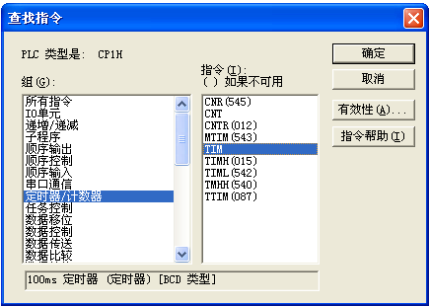 查找指令
PLC 类型是: CP1H
组(G):
指令(I):
( ) 如果不可用
所有指令
IO单元
递增/递减
子程序
顺序输出
顺序控制
顺序输入
串口通信
定时器/计数器
任务控制
数据移位
数据控制
数据传送
数据比较
CNR(545)
CNT
CNTR(012)
MTIM(543)
TIM
TIMH(015)
TIML(542)
TMHH(540)
TTIM(087)
确定
取消
有效性(A)...
指令帮助(I)
100ms 定时器 (定时器) [BCD 类型]